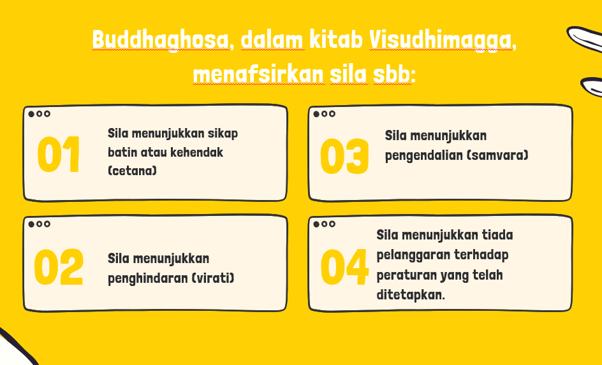 Buddhaghosa, dalam kitab Visudhimagga,
menafsirkan sila sbb:
01
Sila menunjukkan sikap
batin atau kehendak
(cetana)
02
Sila menunjukkan
penghindaran (virati)
03
Sila menunjukkan
pengendalian (samvara)
04
Sila menunjukkan tiada
pelanggaran terhadap
peraturan yang telah
ditetapkan.